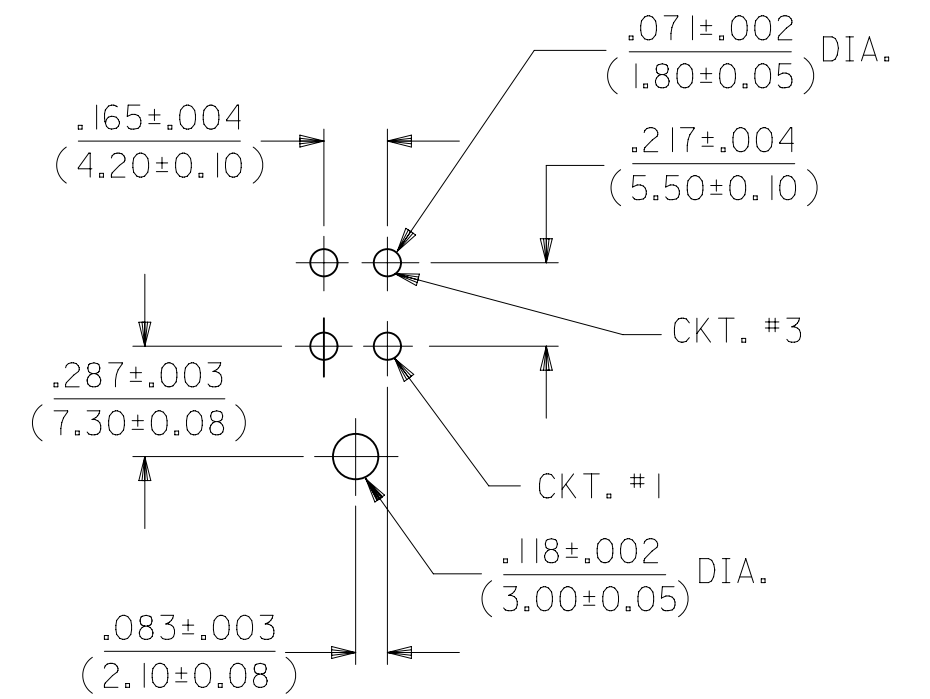 .071±.002
(1.80±0.05) DIA.
.165±.004
(4.20±0.10)
.217±.004
(5.50±0.10)
CKT. #3
.287±.003
(7.30±0.08)
CKT. #1
.118±.002
(3.00±0.05) DIA.
.083±.003
(2.10±0.08)